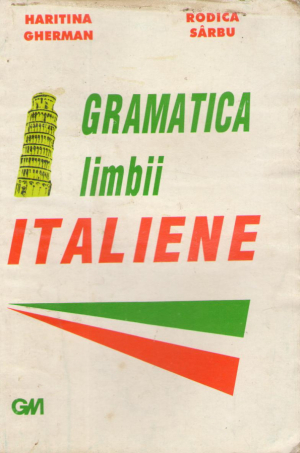 HARITINA
GHERMAN
RODICA
SÂRBU
GRAMATICA
limbii
ITALIENE
GM